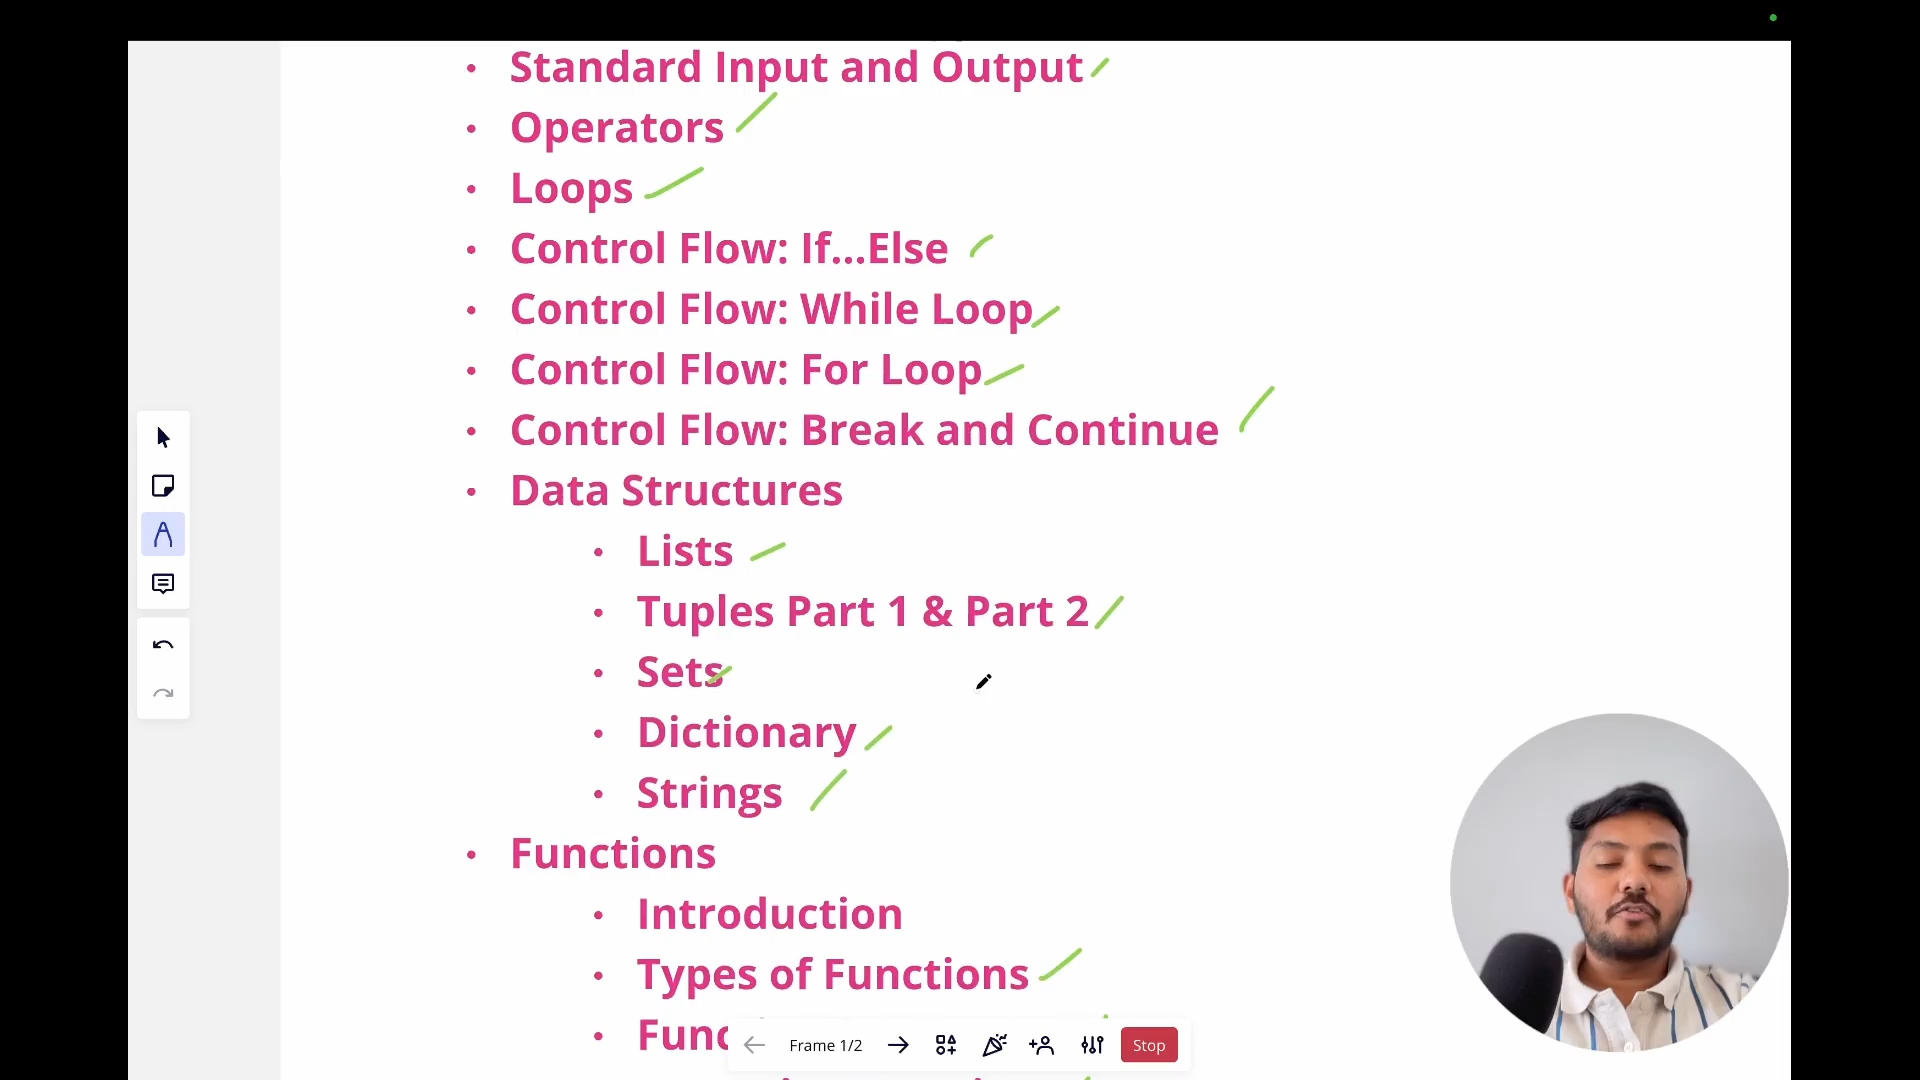 • Standard Input and Output
• Operators
• Loops
• Control Flow: If...Else
• Control Flow: While Loop
• Control Flow: For Loop
• Control Flow: Break and Continue
• Data Structures
• Lists
• Tuples Part 1 & Part 2
• Sets
• Dictionary
• Strings
• Functions
• Introduction
• Types of Functions
• Func
Frame 1/2
Stop